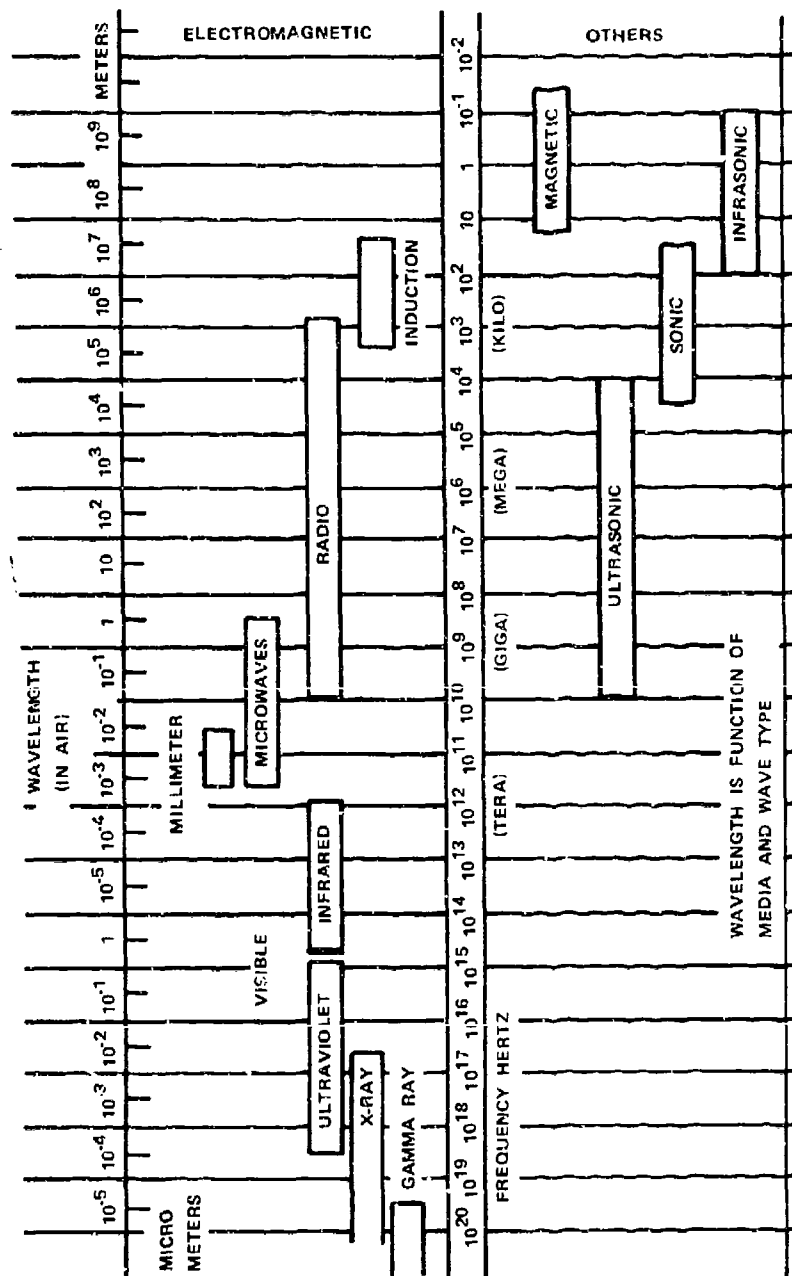 WAVELENGTH
(IN AIR)
10⁻⁵ 10⁻⁴ 10⁻³ 10⁻² 10⁻¹ 1 10⁻⁵ 10⁻⁴ 10⁻³ 10⁻² 10⁻¹ 1 10 10² 10³ 10⁴ 10⁵ 10⁶ 10⁷ 10⁸ 10⁹ METERS
MICRO
METERS
MILLIMETER
ELECTROMAGNETIC
VISIBLE
MICROWAVES
ULTRAVIOLET
INFRARED
RADIO
X-RAY
GAMMA RAY
INDUCTION
10²⁰ 10¹⁹ 10¹⁸ 10¹⁷ 10¹⁶ 10¹⁵ 10¹⁴ 10¹³ 10¹² 10¹¹ 10¹⁰ 10⁹ 10⁸ 10⁷ 10⁶ 10⁵ 10⁴ 10³ 10² 10 1 10⁻¹ 10⁻²
FREQUENCY HERTZ
(TERA)
(GIGA)
(MEGA)
(KILO)
OTHERS
MAGNETIC
ULTRASONIC
SONIC
INFRASONIC
WAVELENGTH IS FUNCTION OF
MEDIA AND WAVE TYPE